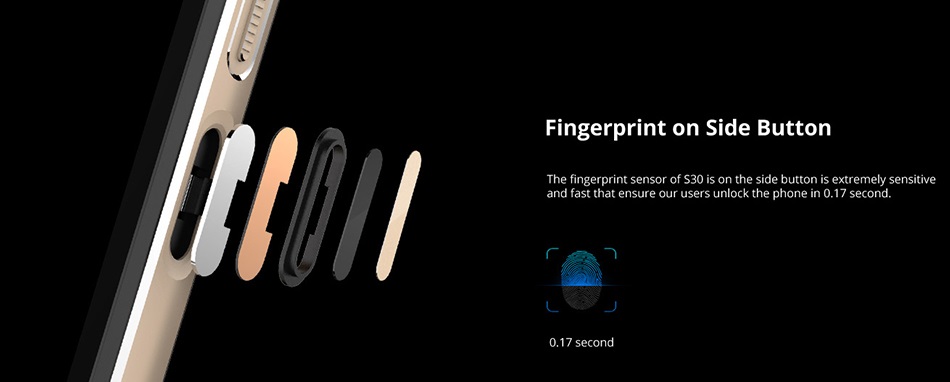 Fingerprint on Side Button
The fingerprint sensor of S30 is on the side button is extremely sensitive
and fast that ensure our users unlock the phone in 0.17 second.
0.17 second